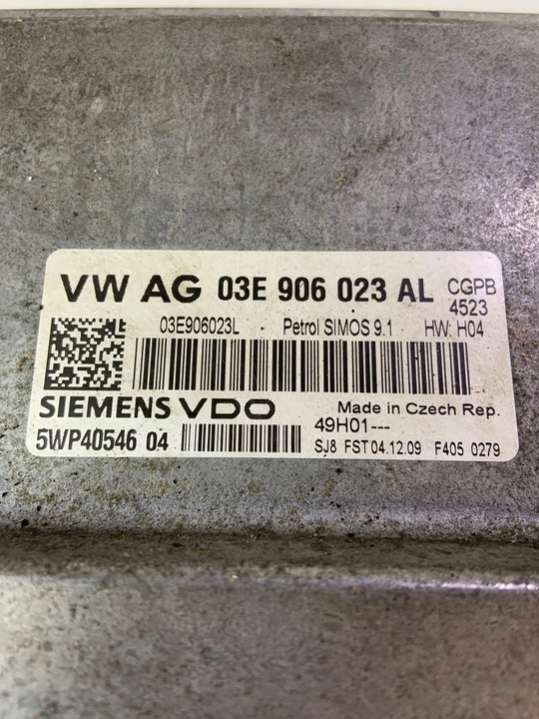 VW AG 03E 906 023 AL CGPB
4523
03E906023L - Petrol SIMOS 9.1 HW: H04
SIEMENS VDO Made in Czech Rep.
5WP40546 04 49H01---
SJ8 FST 04.12.09 F405 0279